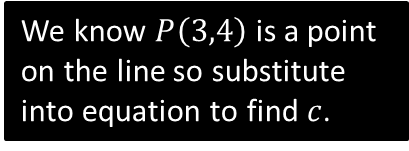 We know P(3,4) is a point
on the line so substitute
into equation to find c.